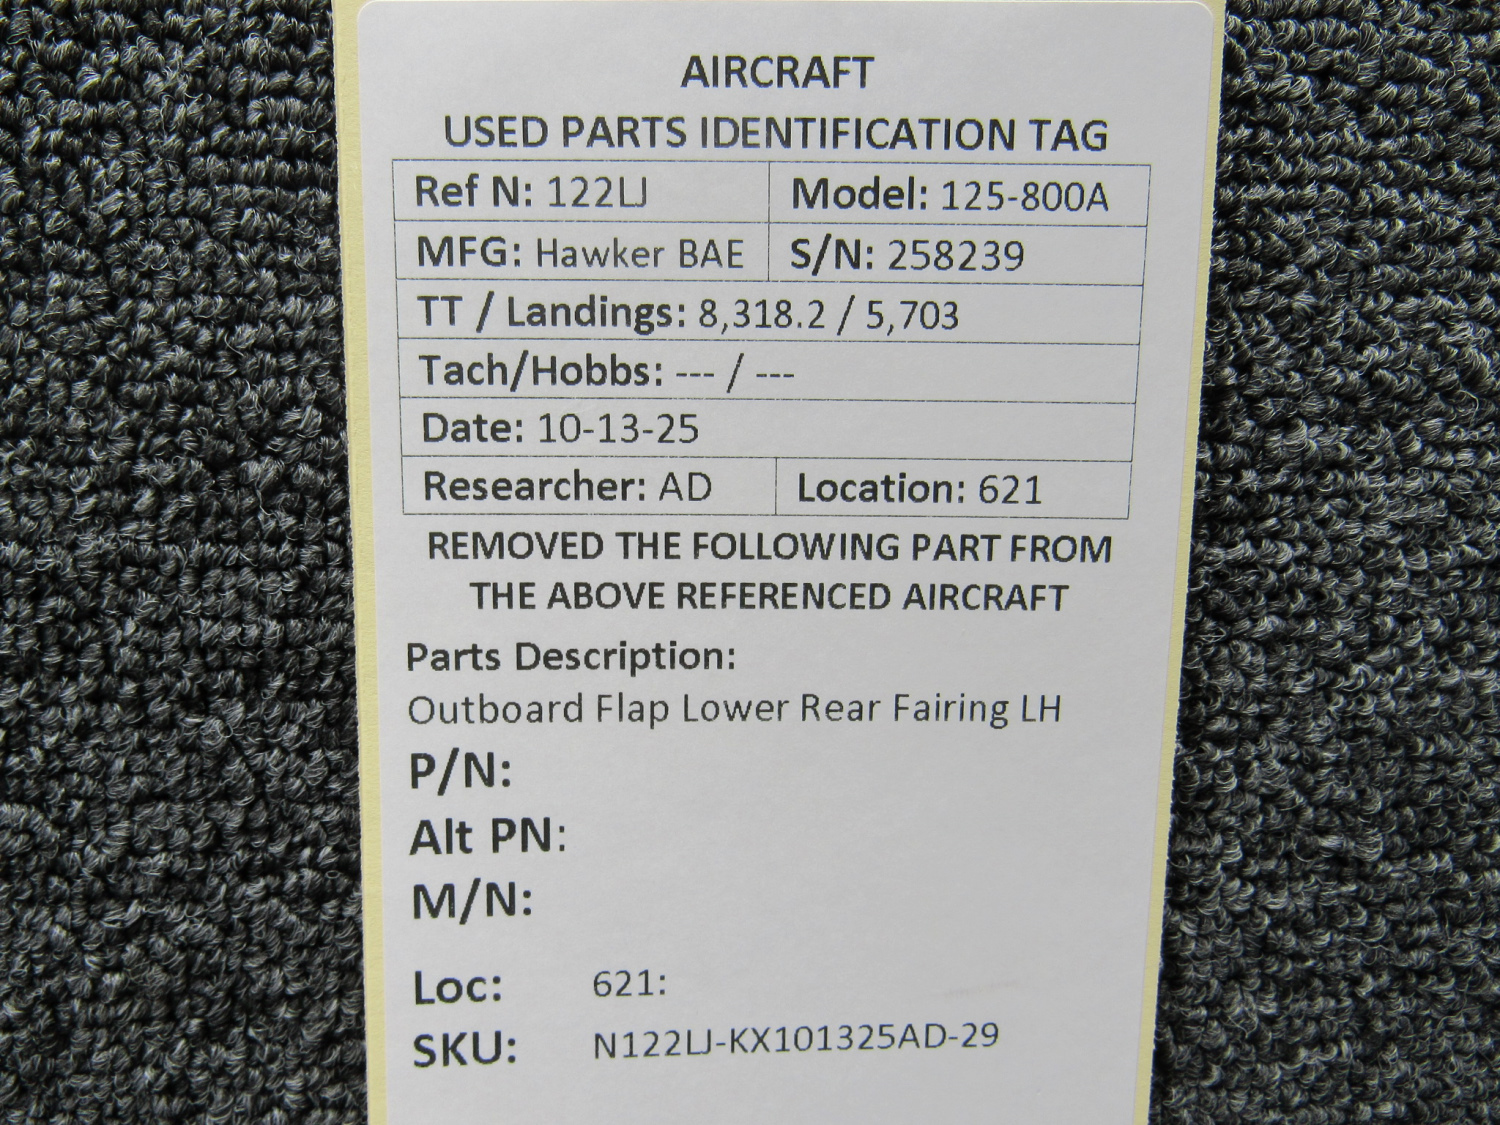 AIRCRAFT
USED PARTS IDENTIFICATION TAG
Ref N: 122LJ Model: 125-800A
MFG: Hawker BAE S/N: 258239
TT / Landings: 8,318.2 / 5,703
Tach/Hobbs: --- / ---
Date: 10-13-25
Researcher: AD Location: 621
REMOVED THE FOLLOWING PART FROM
THE ABOVE REFERENCED AIRCRAFT
Parts Description:
Outboard Flap Lower Rear Fairing LH
P/N:
Alt PN:
M/N:
Loc: 621:
SKU: N122LJ-KX101325AD-29